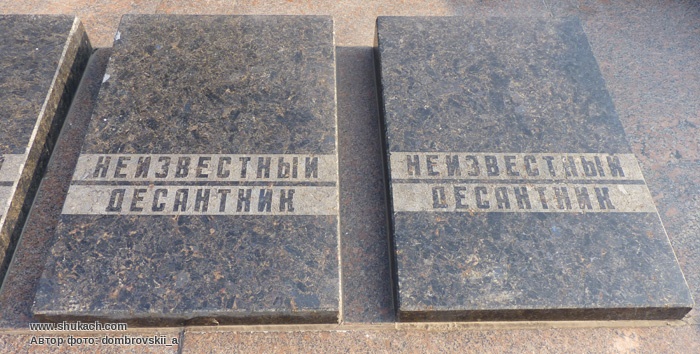 НЕИЗВЕСТНЫЙ
ДЕСАНТНИК
НЕИЗВЕСТНЫЙ
ДЕСАНТНИК
www.shukach.com
Автор фото: dombrovskii_a